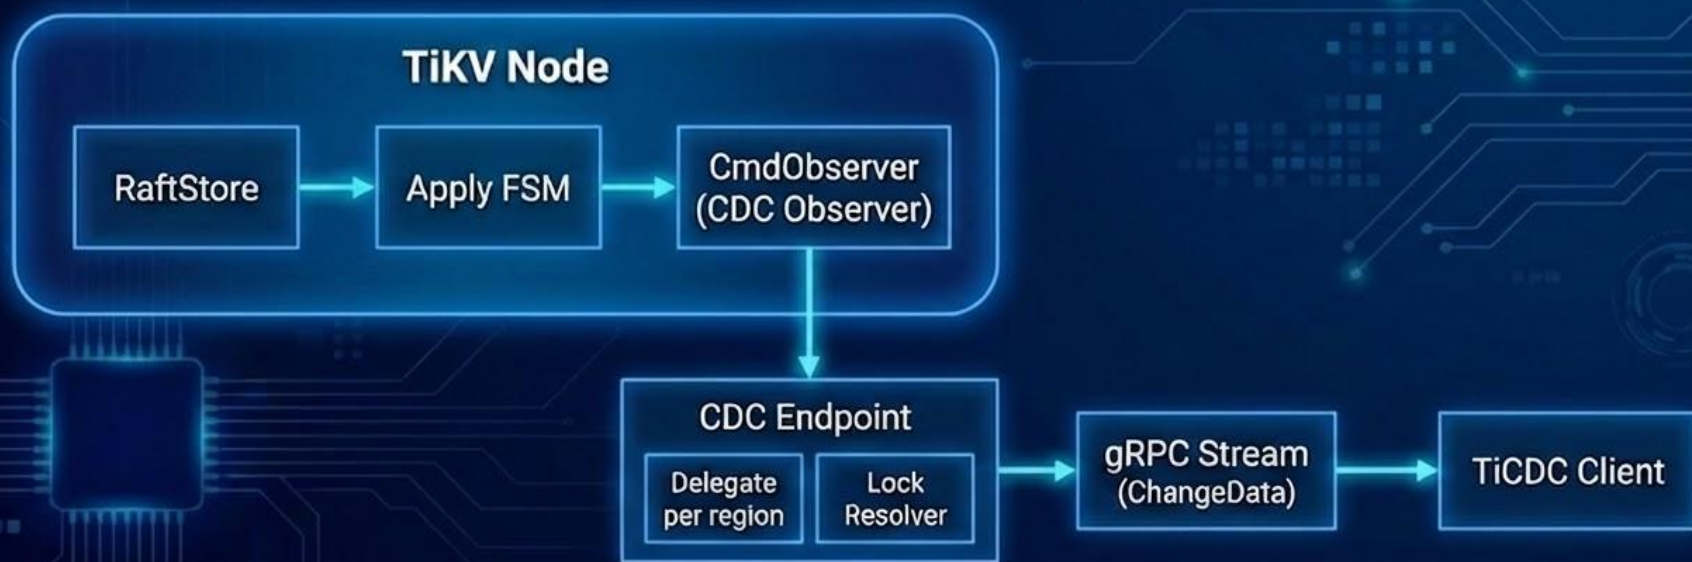 TiKV Node
RaftStore
Apply FSM
CmdObserver
(CDC Observer)
CDC Endpoint
Delegate
per region
Lock
Resolver
gRPC Stream
(ChangeData)
TiCDC Client